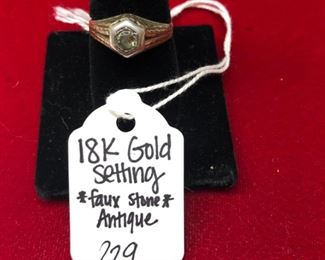 18K Gold
Setting
*faux stone*
Antique
229